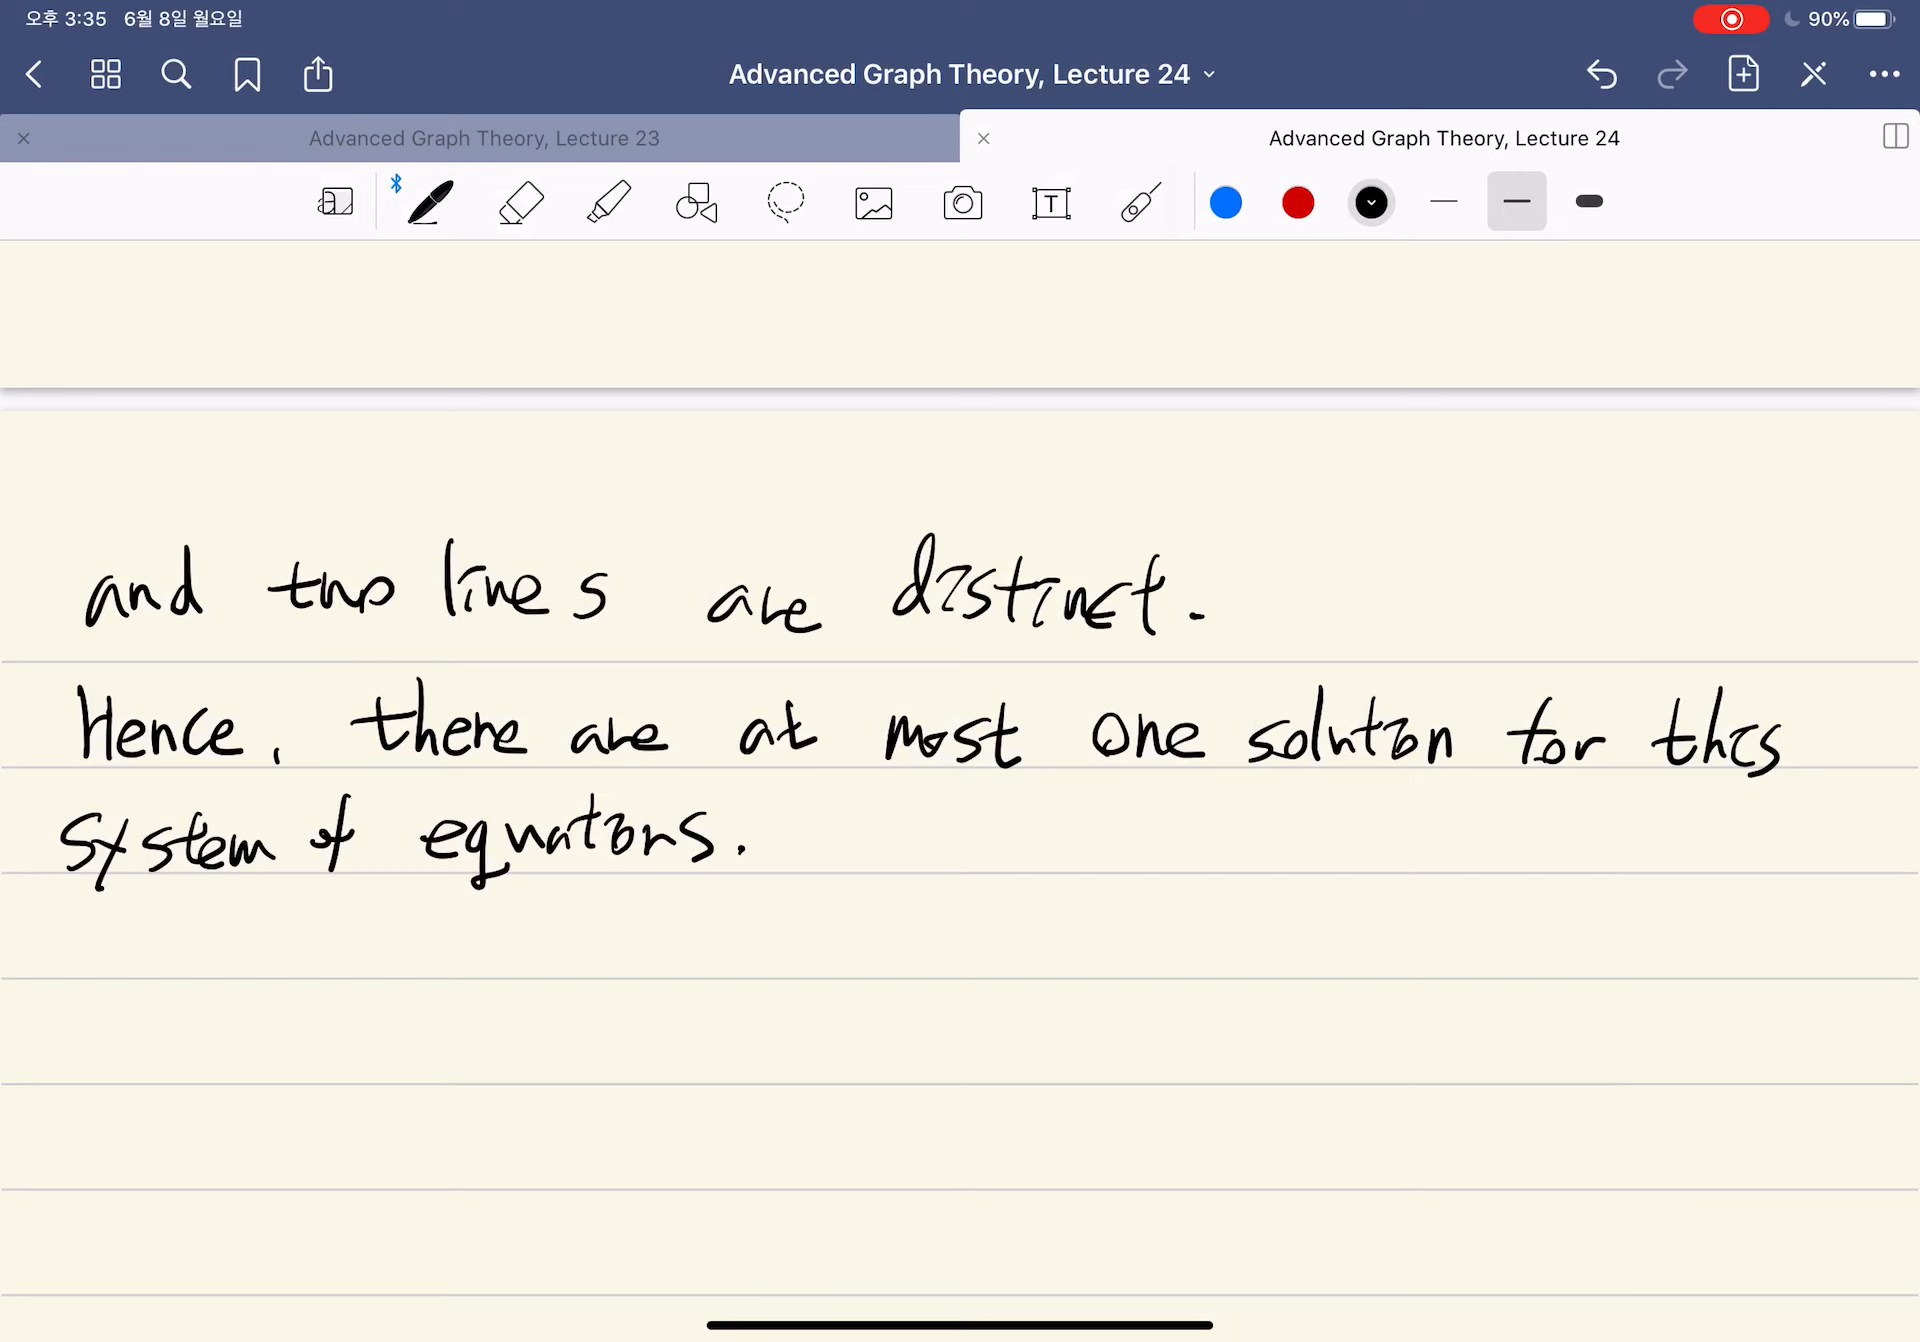 오후 3:35 6월 8일 월요일 90%
Advanced Graph Theory, Lecture 24
Advanced Graph Theory, Lecture 23 Advanced Graph Theory, Lecture 24
and two lines are distinct.
Hence, there are at most one solution for this
system of equations.